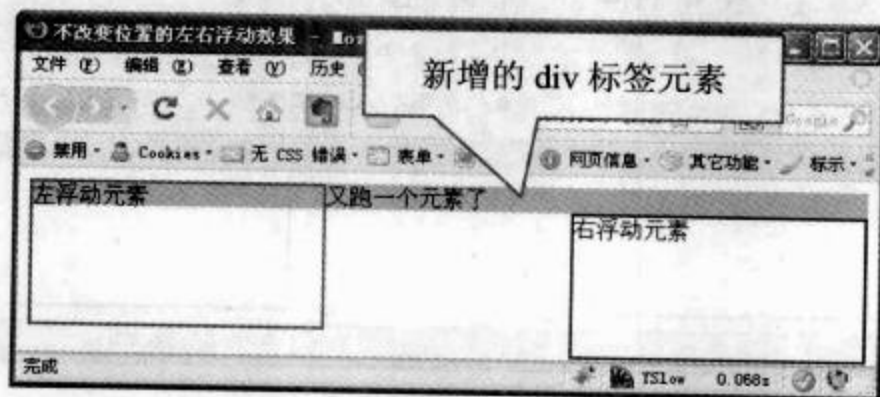 不改变位置的左右浮动效果 -
文件 (F) 编辑 (E) 查看 (V) 历史
新增的 div 标签元素
禁用 Cookies 无 CSS 错误 表单 网页信息 其它功能 标示
左浮动元素 又跑一个元素了
右浮动元素
完成 YSlow 0.068s